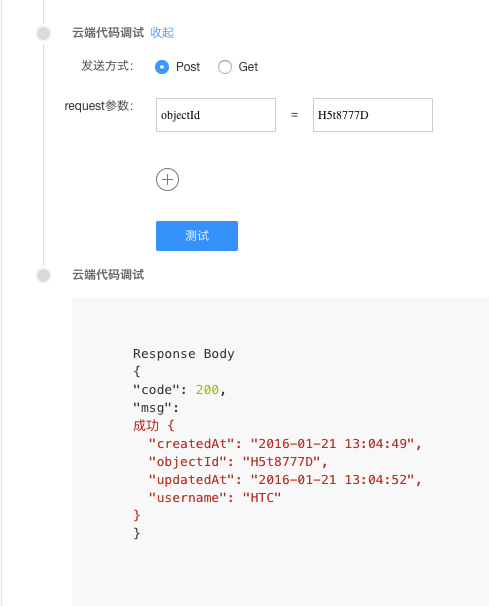 云端代码调试 收起
发送方式: Post Get
request参数: objectId = H5t8777D
测试
云端代码调试
Response Body
{
"code": 200,
"msg":
成功 {
"createdAt": "2016-01-21 13:04:49",
"objectId": "H5t8777D",
"updatedAt": "2016-01-21 13:04:52",
"username": "HTC"
}
}